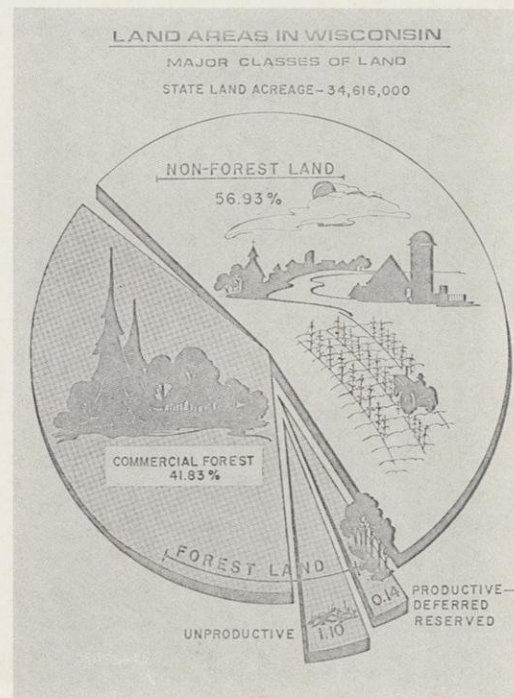 LAND AREAS IN WISCONSIN
MAJOR CLASSES OF LAND
STATE LAND ACREAGE-34,616,000
NON-FOREST LAND
56.93%
COMMERCIAL FOREST
41.83%
FOREST LAND
UNPRODUCTIVE
1.10
0.14
PRODUCTIVE-
DEFERRED
RESERVED